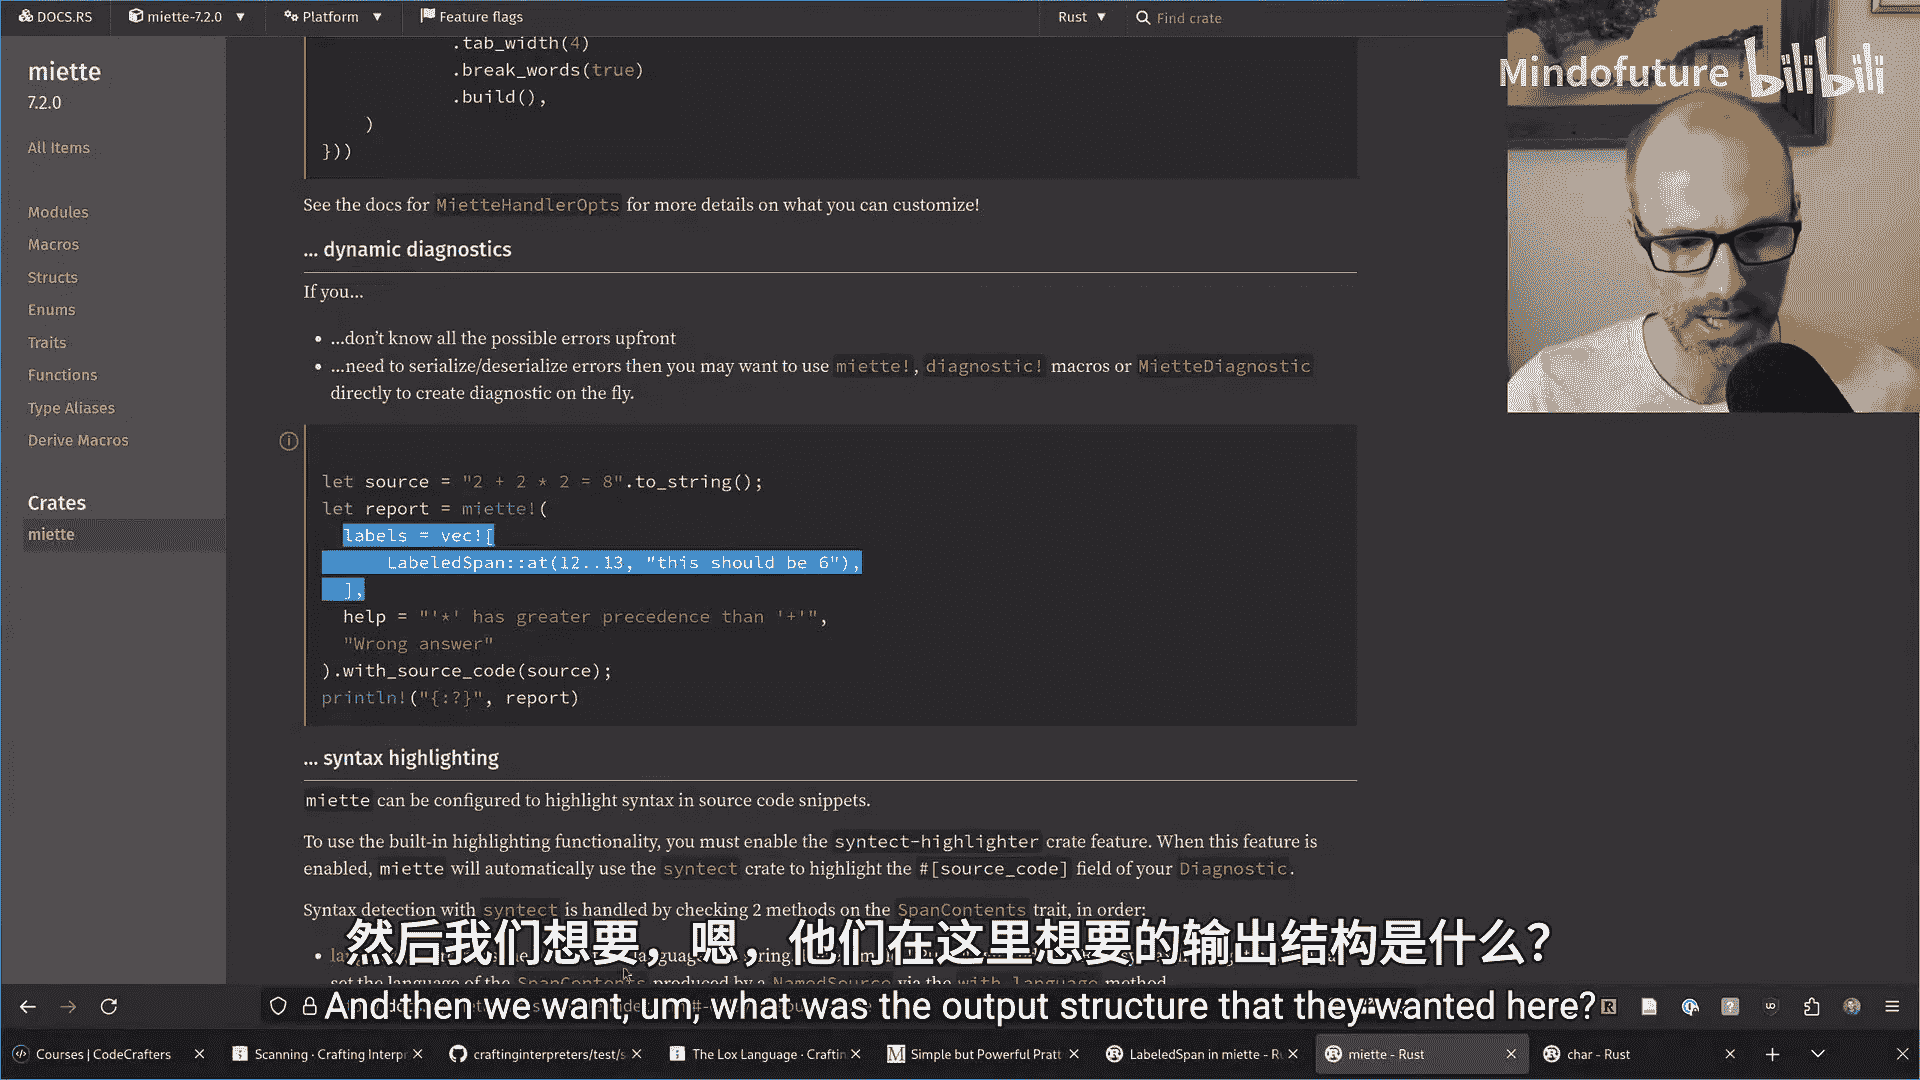 DOCS.RS
miette-7.2.0
Platform
Feature flags
Rust
Find crate
miette
7.2.0
All Items
Modules
Macros
Structs
Enums
Traits
Functions
Type Aliases
Derive Macros
Crates
miette
Mindofuture bilibili
.tab_width(4)
.break_words(true)
.build(),
)
}))
See the docs for MietteHandlerOpts for more details on what you can customize!
... dynamic diagnostics
If you...
• ...don't know all the possible errors upfront
• ...need to serialize/deserialize errors then you may want to use miette!, diagnostic! macros or MietteDiagnostic
directly to create diagnostic on the fly.
let source = "2 + 2 * 2 = 8".to_string();
let report = miette!(
labels = vec![
LabeledSpan::at(12..13, "this should be 6"),
],
help = "'*' has greater precedence than '+'",
"Wrong answer"
).with_source_code(source);
println!("{:?}", report)
... syntax highlighting
miette can be configured to highlight syntax in source code snippets.
To use the built-in highlighting functionality, you must enable the syntect-highlighter crate feature. When this feature is
enabled, miette will automatically use the syntect crate to highlight the #[source_code] field of your Diagnostic.
Syntax detection with syntect is handled by checking 2 methods on the SpanContents trait, in order:
然后我们想要，嗯，他们在这里想要的输出结构是什么？
And then we want, um, what was the output structure that they wanted here?
Courses | CodeCrafters
Scanning · Crafting Interpr
craftinginterpreters/test/s
The Lox Language · Craftin
Simple but Powerful Pratt
LabeledSpan in miette - Ru
miette - Rust
char - Rust